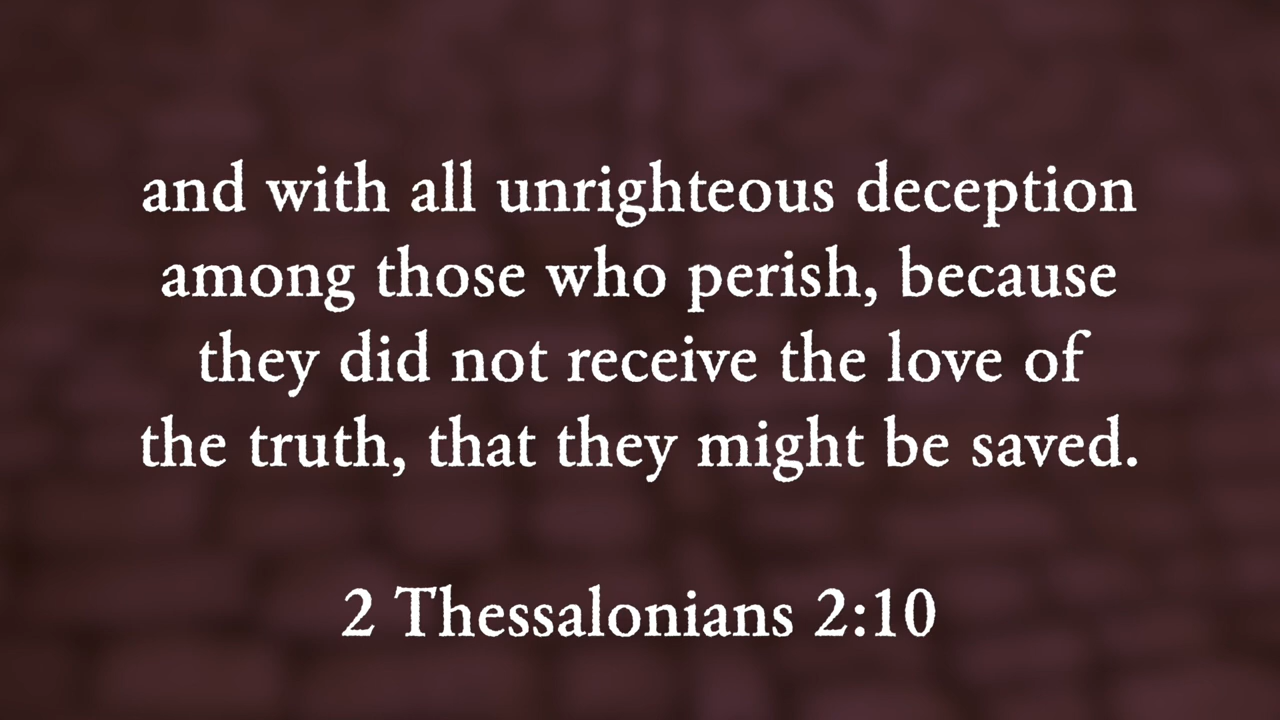 and with all unrighteous deception
among those who perish, because
they did not receive the love of
the truth, that they might be saved.
2 Thessalonians 2:10